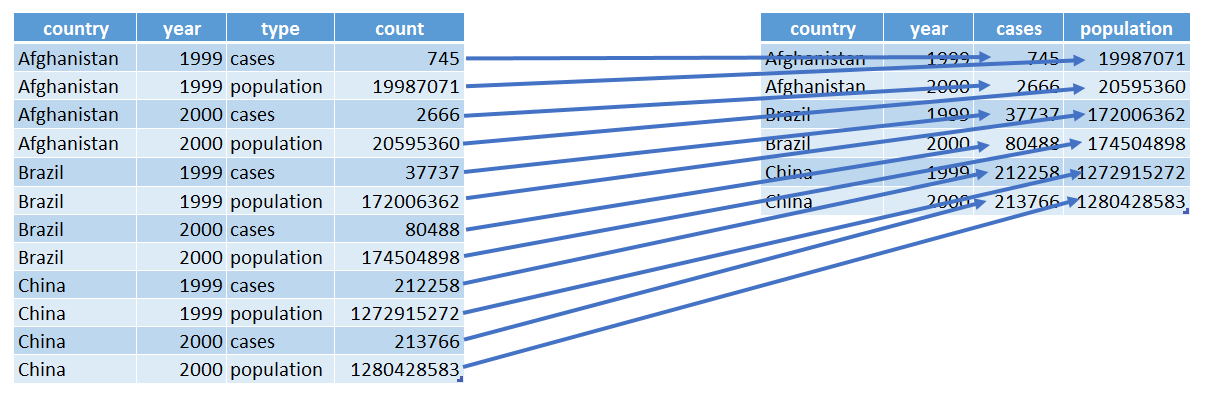 country year type count
Afghanistan 1999 cases 745
Afghanistan 1999 population 19987071
Afghanistan 2000 cases 2666
Afghanistan 2000 population 20595360
Brazil 1999 cases 37737
Brazil 1999 population 172006362
Brazil 2000 cases 80488
Brazil 2000 population 174504898
China 1999 cases 212258
China 1999 population 1272915272
China 2000 cases 213766
China 2000 population 1280428583
country year cases population
Afghanistan 1999 745 19987071
Afghanistan 2000 2666 20595360
Brazil 1999 37737 172006362
Brazil 2000 80488 174504898
China 1999 212258 1272915272
China 2000 213766 1280428583